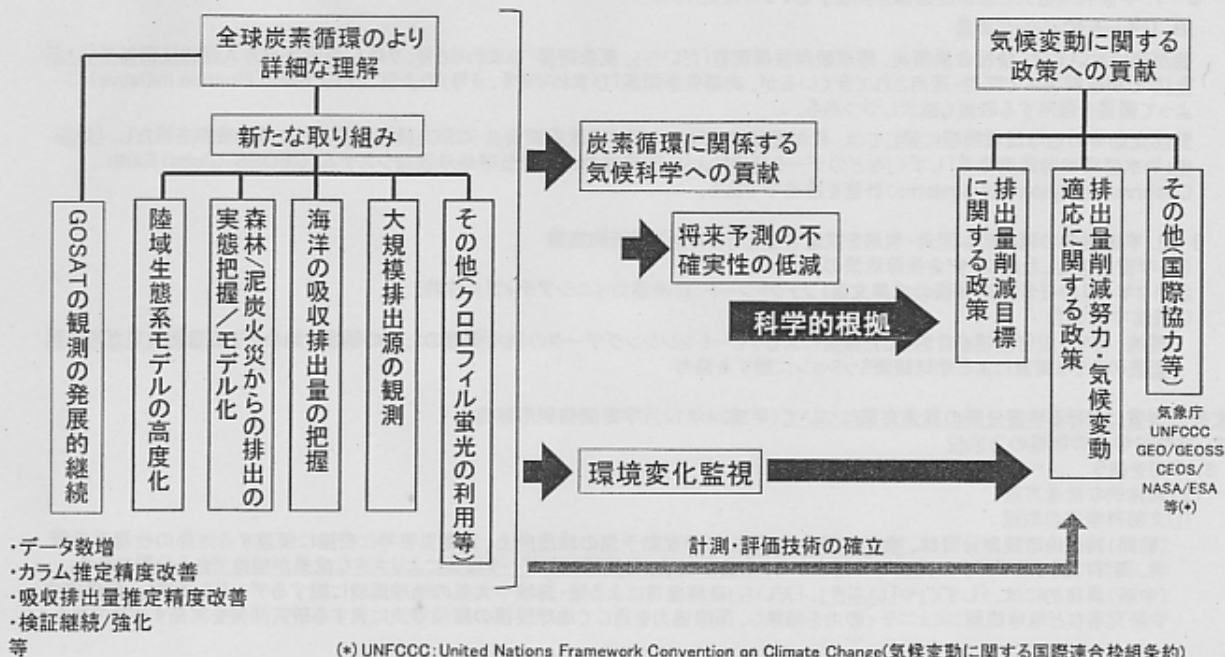 全球炭素循環のより
詳細な理解
新たな取り組み
GOSATの観測の発展的継続
陸域生態系モデルの高度化
森林/泥炭火災からの排出の
実態把握/モデル化
海洋の吸収排出量の把握
大規模排出源の観測
その他(クロロフィル蛍光の利用等)
・データ数増
・カラム推定精度改善
・吸収排出量推定精度改善
・検証継続/強化
等
炭素循環に関係する
気候科学への貢献
将来予測の不
確実性の低減
科学的根拠
環境変化監視
計測・評価技術の確立
気候変動に関する
政策への貢献
排出量削減目標
に関する政策
排出量削減努力・気候変動
適応に関する政策
その他(国際協力等)
気象庁
UNFCCC
GEO/GEOSS
CEOS/
NASA/ESA
等(*)
(*) UNFCCC:United Nations Framework Convention on Climate Change(気候変動に関する国際連合枠組条約)